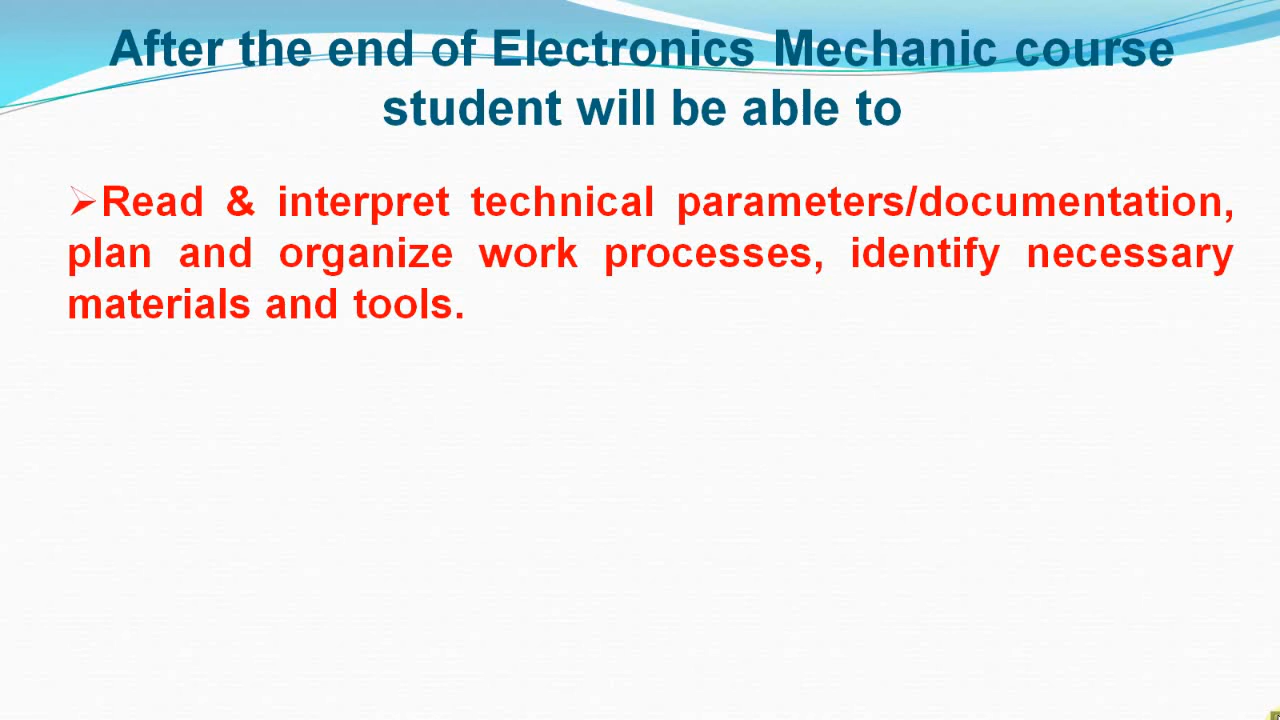 After the end of Electronics Mechanic course
student will be able to
➢Read & interpret technical parameters/documentation,
plan and organize work processes, identify necessary
materials and tools.